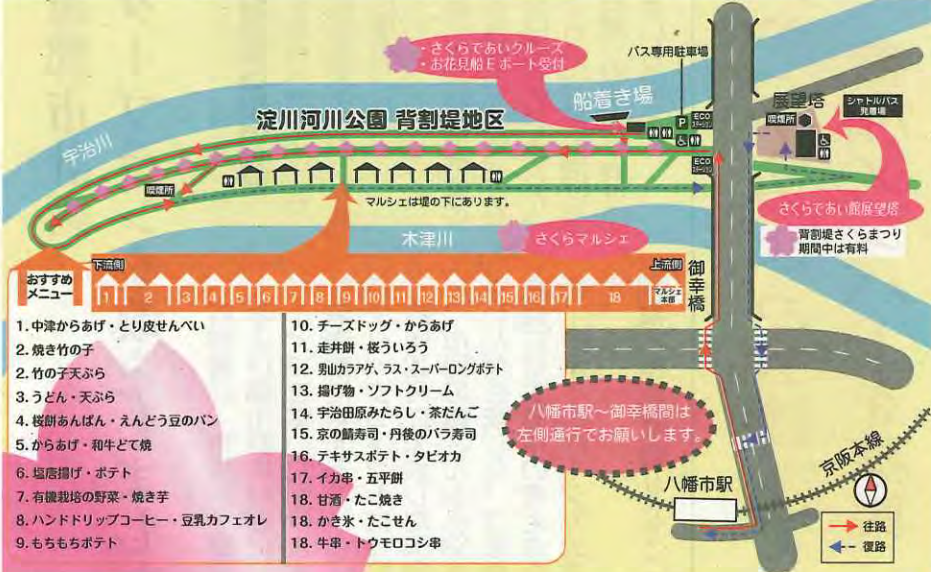 ・さくらであいクルーズ
・お花見船Eボート受付
バス専用駐車場
船着き場
P
ECO
ステーション
展望塔
喫煙所
シャトルバス
発着場
淀川河川公園 背割堤地区
宇治川
ECO
ステーション
喫煙所
マルシェは堤の下にあります。
さくらであい館展望塔
背割堤さくらまつり
期間中は有料
木津川
さくらマルシェ
御幸橋
おすすめ
メニュー
下流側
上流側
1 2 3 4 5 6 7 8 9 10 11 12 13 14 15 16 17 18
マルシェ
本部
1. 中津からあげ・とり皮せんべい
2. 焼き竹の子
2. 竹の子天ぷら
3. うどん・天ぷら
4. 桜餅あんぱん・えんどう豆のパン
5. からあげ・和牛どて焼
6. 塩唐揚げ・ポテト
7. 有機栽培の野菜・焼き芋
8. ハンドドリップコーヒー・豆乳カフェオレ
9. もちもちポテト
10. チーズドッグ・からあげ
11. 走井餅・桜ういろう
12. 男山カラアゲ、ラス・スーパーロングポテト
13. 揚げ物・ソフトクリーム
14. 宇治田原みたらし・茶だんご
15. 京の鯖寿司・丹後のバラ寿司
16. テキサスポテト・タピオカ
17. イカ串・五平餅
18. 甘酒・たこ焼き
18. かき氷・たこせん
18. 牛串・トウモロコシ串
八幡市駅～御幸橋間は
左側通行でお願いします。
京阪本線
八幡市駅
往路
復路